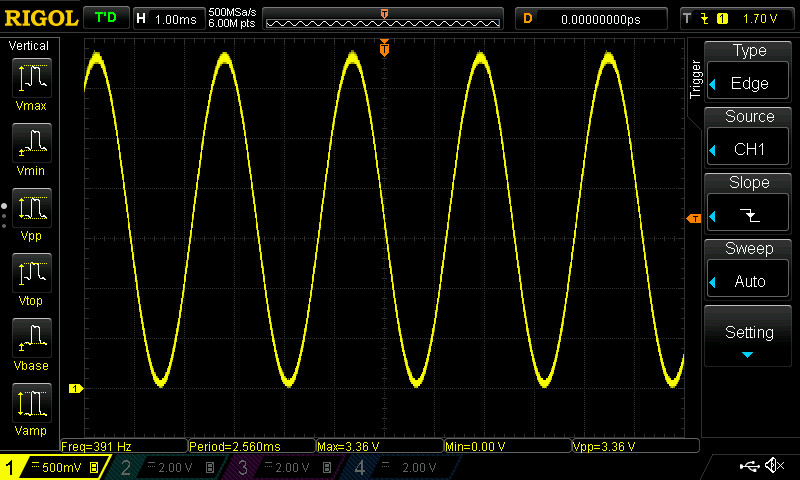 RIGOL T'D H 1.00ms 500MSa/s 6.00M pts T D 0.00000000ps T 1 1.70 V
Vertical
Vmax
Vmin
Vpp
Vtop
Vbase
Vamp
T
T
1
Trigger
Type
Edge
Source
CH1
Slope
Sweep
Auto
Setting
Freq=391 Hz Period=2.560ms Max=3.36 V Min=0.00 V Vpp=3.36 V
1 500mV B 2 2.00 V B 3 2.00 V B 4 2.00 V